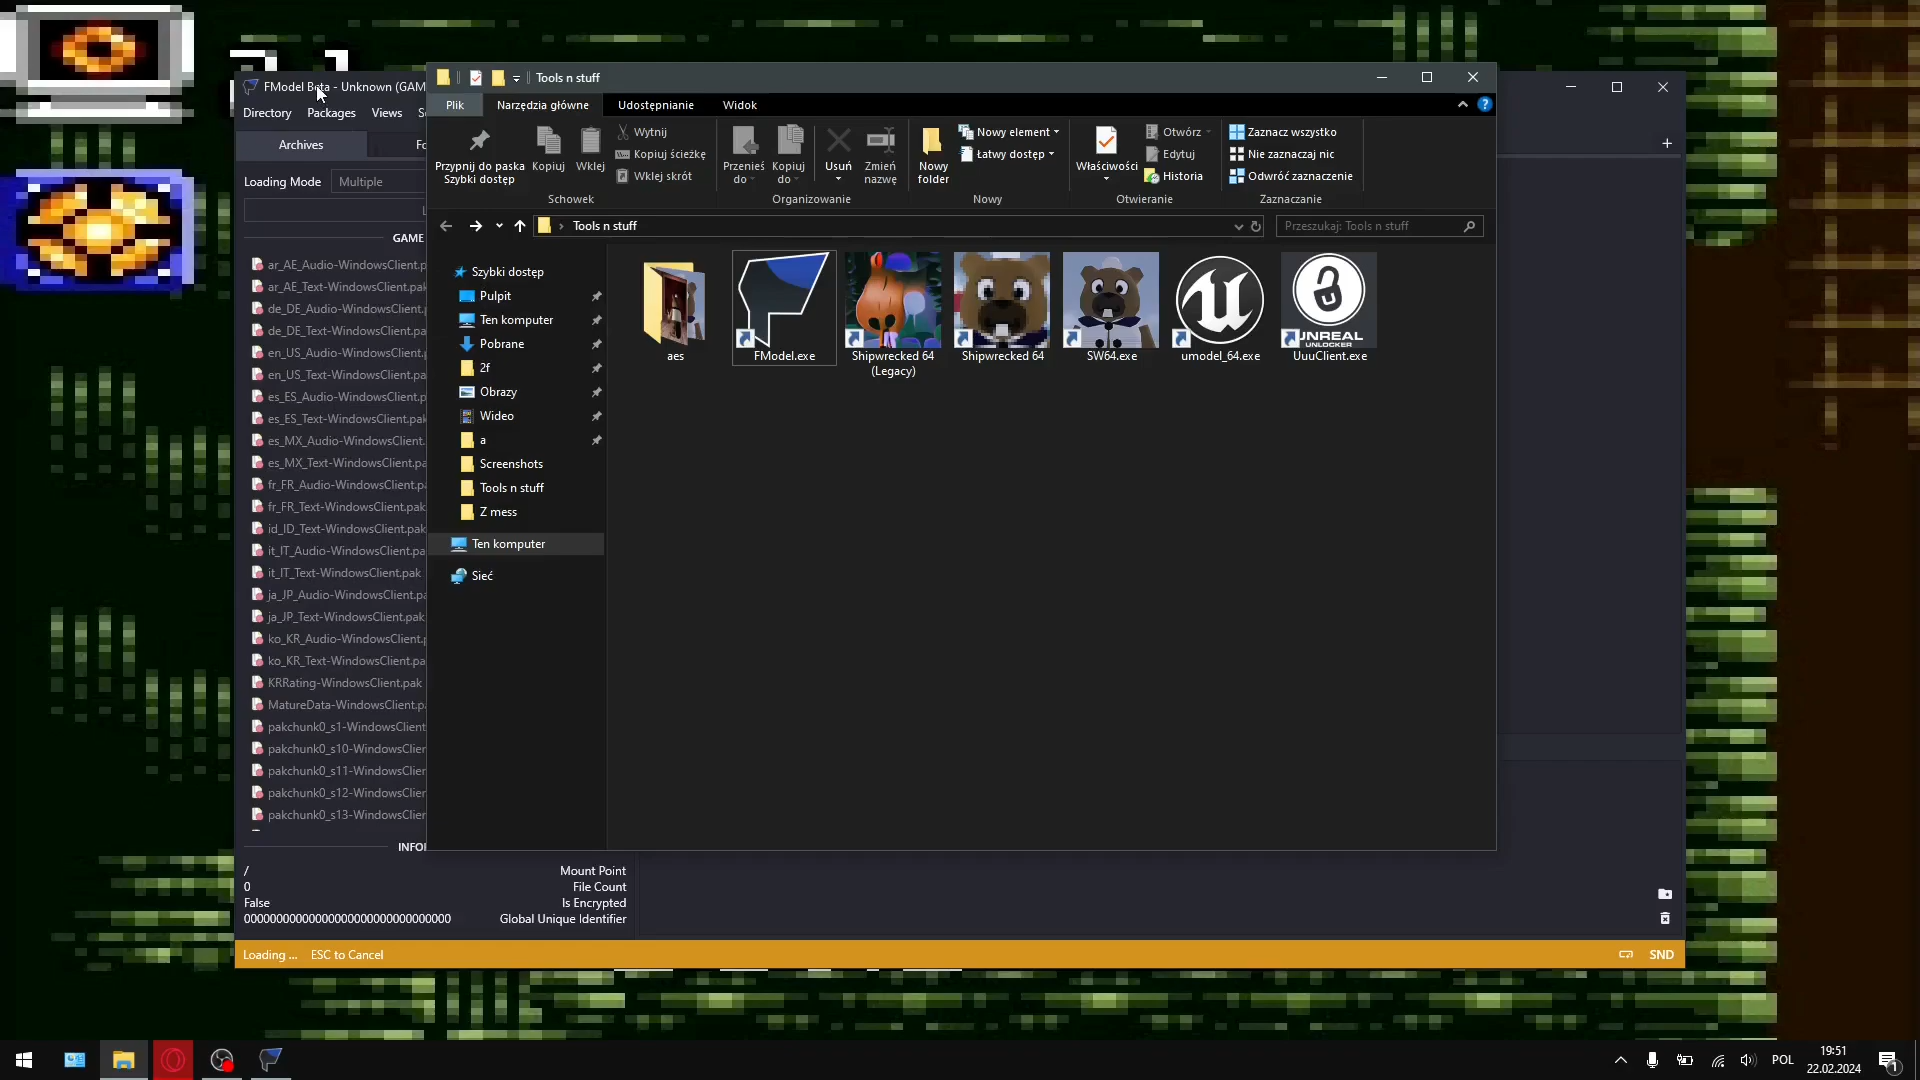 FModel Beta - Unknown (GAM
Directory
Packages
Views
Archives
Loading Mode
Multiple
GAME
ar_AE_Audio-WindowsClient.p
ar_AE_Text-WindowsClient.pa
de_DE_Audio-WindowsClient.p
de_DE_Text-WindowsClient.pa
en_US_Audio-WindowsClient.p
en_US_Text-WindowsClient.pa
es_ES_Audio-WindowsClient.p
es_ES_Text-WindowsClient.pak
es_MX_Audio-WindowsClient.
es_MX_Text-WindowsClient.pa
fr_FR_Audio-WindowsClient.pa
fr_FR_Text-WindowsClient.pak
id_ID_Text-WindowsClient.pak
it_IT_Audio-WindowsClient.pa
it_IT_Text-WindowsClient.pak
ja_JP_Audio-WindowsClient.pa
ja_JP_Text-WindowsClient.pak
ko_KR_Audio-WindowsClient.p
ko_KR_Text-WindowsClient.pa
KRRating-WindowsClient.pak
MatureData-WindowsClient.pa
pakchunk0_s1-WindowsClient
pakchunk0_s10-WindowsClier
pakchunk0_s11-WindowsClier
pakchunk0_s12-WindowsClier
pakchunk0_s13-WindowsClier
INFO
/ Mount Point
0 File Count
False Is Encrypted
00000000000000000000000000000000 Global Unique Identifier
Loading ... ESC to Cancel
SND
Tools n stuff
Plik
Narzędzia główne
Udostępnianie
Widok
Przypnij do paska
Szybki dostęp
Kopiuj
Wklej
Wytnij
Kopiuj ścieżkę
Wklej skrót
Schowek
Przenieś
do
Kopiuj
do
Usuń
Zmień
nazwę
Organizowanie
Nowy
folder
Nowy element
Łatwy dostęp
Nowy
Właściwości
Otwórz
Edytuj
Historia
Otwieranie
Zaznacz wszystko
Nie zaznaczaj nic
Odwróć zaznaczenie
Zaznaczanie
Tools n stuff
Przeszukaj: Tools n stuff
Szybki dostęp
Pulpit
Ten komputer
Pobrane
2f
Obrazy
Wideo
a
Screenshots
Tools n stuff
Z mess
Ten komputer
Sieć
aes
FModel.exe
Shipwrecked 64
(Legacy)
Shipwrecked 64
SW64.exe
umodel_64.exe
UNREAL
UNLOCKER
UuuClient.exe
POL
19:51
22.02.2024
1